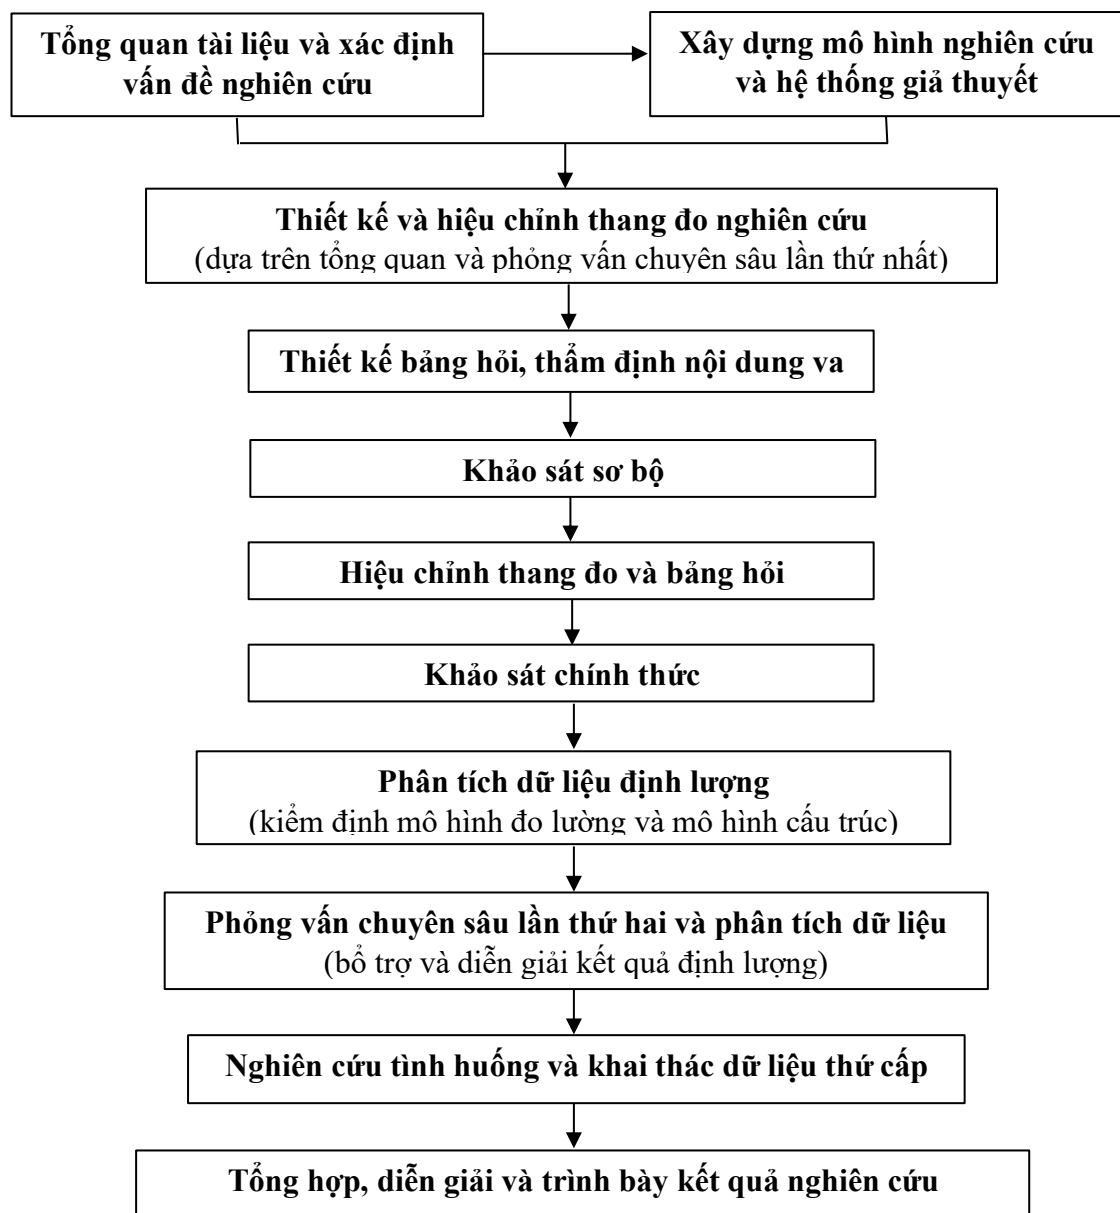 Tổng quan tài liệu và xác định
vấn đề nghiên cứu
Xây dựng mô hình nghiên cứu
và hệ thống giả thuyết
Thiết kế và hiệu chỉnh thang đo nghiên cứu
(dựa trên tổng quan và phỏng vấn chuyên sâu lần thứ nhất)
Thiết kế bảng hỏi, thẩm định nội dung va
Khảo sát sơ bộ
Hiệu chỉnh thang đo và bảng hỏi
Khảo sát chính thức
Phân tích dữ liệu định lượng
(kiểm định mô hình đo lường và mô hình cấu trúc)
Phỏng vấn chuyên sâu lần thứ hai và phân tích dữ liệu
(bổ trợ và diễn giải kết quả định lượng)
Nghiên cứu tình huống và khai thác dữ liệu thứ cấp
Tổng hợp, diễn giải và trình bày kết quả nghiên cứu